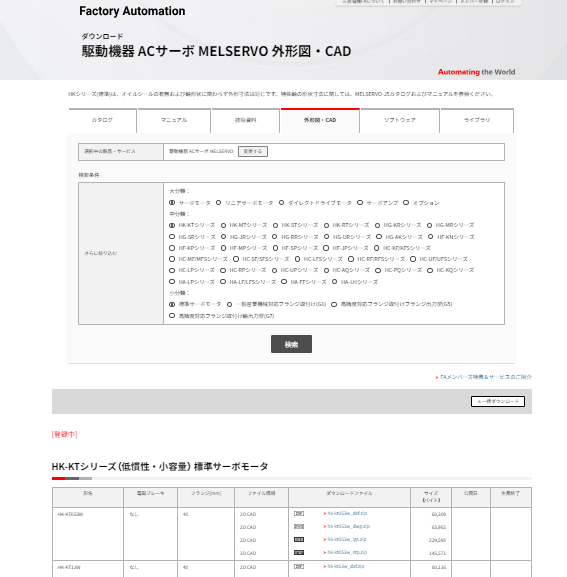 Factory Automation
ダウンロード
駆動機器 ACサーボ MELSERVO 外形図・CAD
Automating the World
HKシリーズ(標準)は、オイルシールの有無および軸形状に関わらず外形寸法は同じです。特殊軸の形状寸法に関しては、MELSERVO J5カタログおよびマニュアルを参照ください。
カタログ マニュアル 技術資料 外形図・CAD ソフトウェア ライブラリ
選択中の製品・サービス 駆動機器 ACサーボ MELSERVO 変更する
検索条件
さらに絞り込む
大分類：
サーボモータ リニアサーボモータ ダイレクトドライブモータ サーボアンプ オプション
中分類：
HK-KTシリーズ HK-MTシリーズ HK-STシリーズ HK-RTシリーズ HG-KRシリーズ HG-MRシリーズ
HG-SRシリーズ HG-JRシリーズ HG-RRシリーズ HG-URシリーズ HG-AKシリーズ HF-KNシリーズ
HF-KPシリーズ HF-MPシリーズ HF-SPシリーズ HF-JPシリーズ HC-KF/KFSシリーズ
HC-MF/MFSシリーズ HC-SF/SFSシリーズ HC-LFSシリーズ HC-RF/RFSシリーズ HC-UF/UFSシリーズ
HC-LPシリーズ HC-RPシリーズ HC-UPシリーズ HC-AQシリーズ HC-PQシリーズ HC-KQシリーズ
HA-LPシリーズ HA-LF/LFSシリーズ HA-FFシリーズ HA-LHシリーズ
小分類：
標準サーボモータ 一般産業機械対応フランジ取付け(G1) 高精度対応フランジ取付けフランジ出力型(G5)
高精度対応フランジ取付け軸出力型(G7)
検索
FAメンバーズ特典&サービスのご紹介
一括ダウンロード
[登録中]
HK-KTシリーズ（低慣性・小容量） 標準サーボモータ
形名 電磁ブレーキ フランジ[mm] ファイル情報 ダウンロードファイル サイズ 公開日 生産終了
(バイト)
HK-KT053W なし 40 2D CAD hk-kt053w_dxf.zip 60,309
2D CAD hk-kt053w_dwg.zip 65,963
3D CAD hk-kt053w_igs.zip 229,595
3D CAD hk-kt053w_stp.zip 145,571
HK-KT13W なし 40 2D CAD hk-kt13w_dxf.zip 60,116